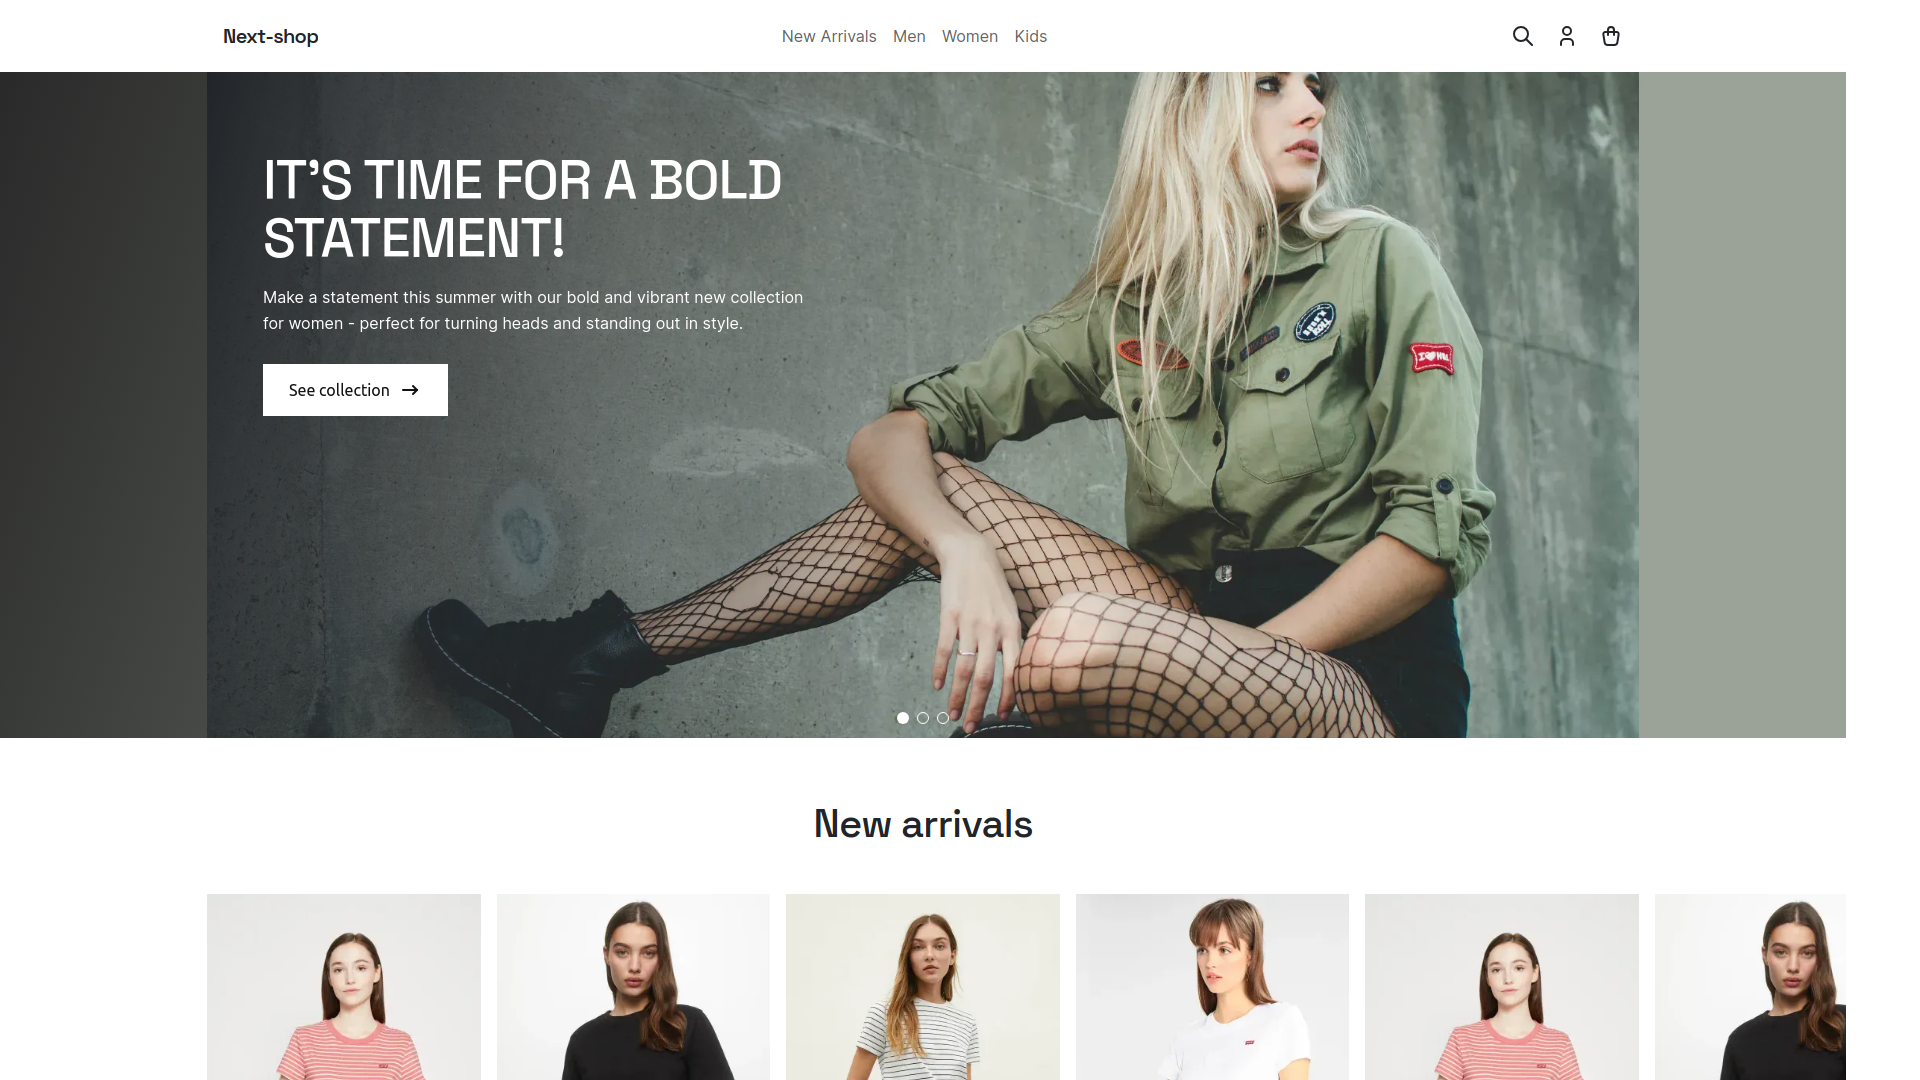 Next-shop
New Arrivals Men Women Kids
IT'S TIME FOR A BOLD
STATEMENT!
Make a statement this summer with our bold and vibrant new collection
for women - perfect for turning heads and standing out in style.
See collection
New arrivals